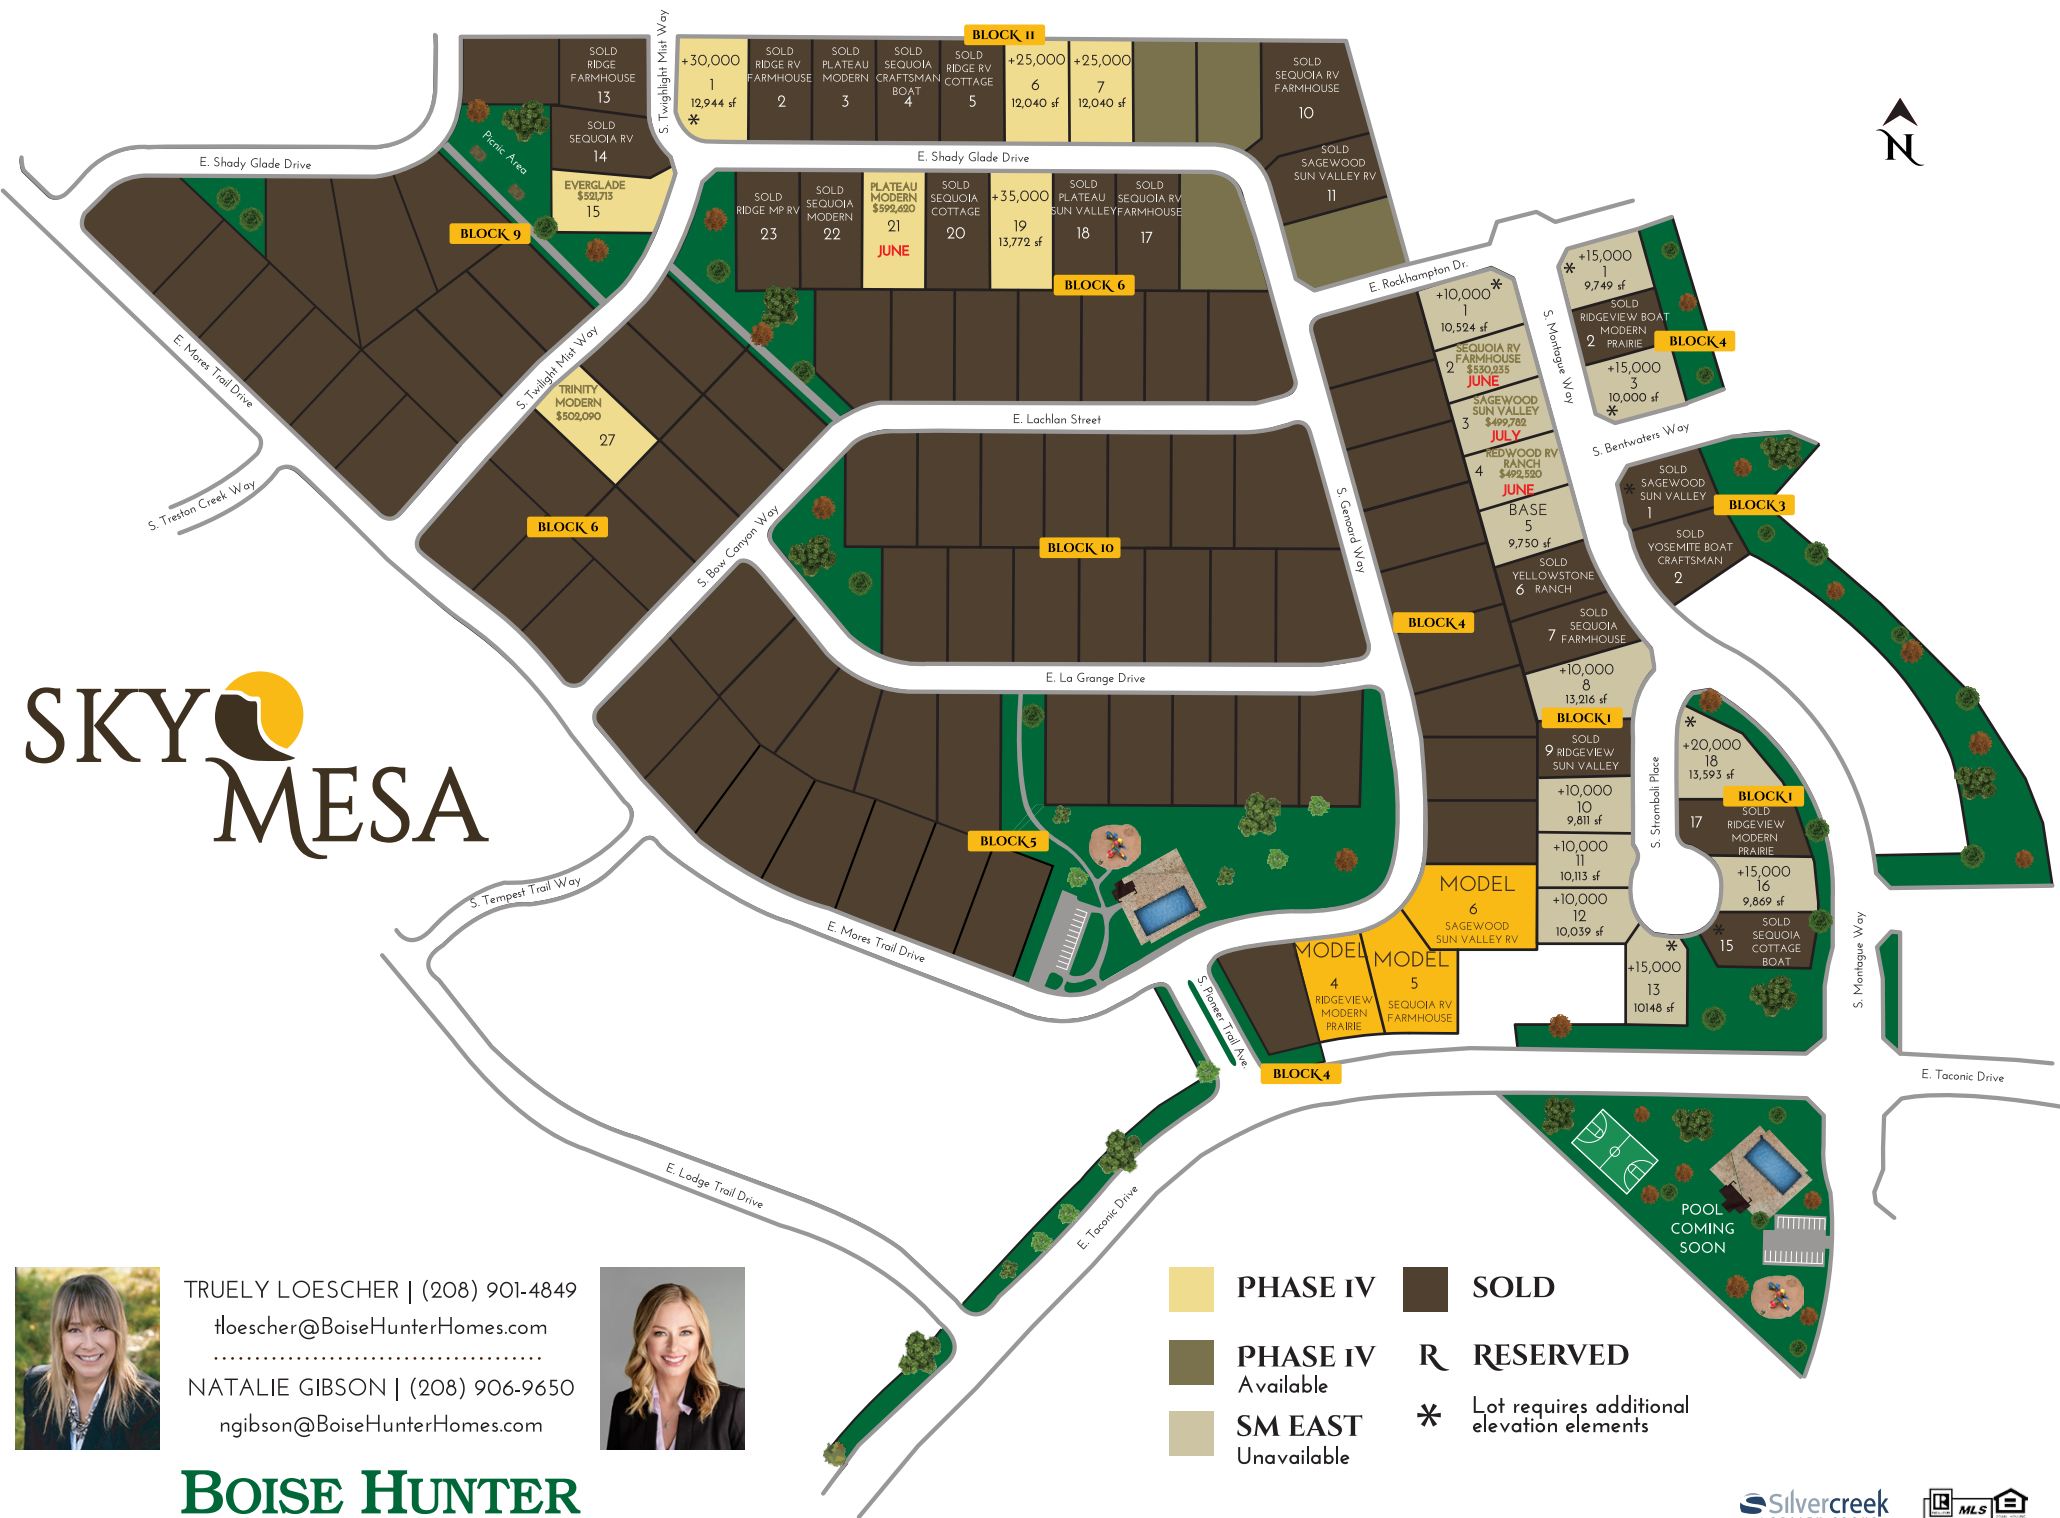 BLOCK 11
S. Twighlight Mist Way
SOLD
RIDGE
FARMHOUSE
13
+30,000
1
12,944 sf
*
SOLD
RIDGE RV
FARMHOUSE
2
SOLD
PLATEAU
MODERN
3
SOLD
SEQUOIA
CRAFTSMAN
BOAT
4
SOLD
RIDGE RV
COTTAGE
5
+25,000
6
12,040 sf
+25,000
7
12,040 sf
SOLD
SEQUOIA RV
FARMHOUSE
10
SOLD
SAGEWOOD
SUN VALLEY RV
11
N
SOLD
SEQUOIA RV
14
Picnic Area
E. Shady Glade Drive
E. Shady Glade Drive
EVERGLADE
$521,713
15
BLOCK 9
SOLD
RIDGE MP RV
23
SOLD
SEQUOIA
MODERN
22
PLATEAU
MODERN
$592,620
21
JUNE
SOLD
SEQUOIA
COTTAGE
20
+35,000
19
13,772 sf
SOLD
PLATEAU
SUN VALLEY
18
SOLD
SEQUOIA RV
FARMHOUSE
17
BLOCK 6
E. Rockhampton Dr.
+15,000
*
1
9,749 sf
SOLD
RIDGEVIEW BOAT
MODERN
2 PRAIRIE
BLOCK 4
+15,000
3
10,000 sf
*
+10,000
*
1
10,524 sf
SEQUOIA RV
FARMHOUSE
2 $530,235
JUNE
SAGEWOOD
SUN VALLEY
3 $499,782
JULY
REDWOOD RV
RANCH
4 $492,520
JUNE
BASE
5
9,750 sf
S. Montague Way
S. Bentwaters Way
E. Mores Trail Drive
S. Twilight Mist Way
TRINITY
MODERN
$502,090
27
E. Lachlan Street
S. Treston Creek Way
BLOCK 6
S. Bow Canyon Way
BLOCK 10
S. Genoard Way
SOLD
SAGEWOOD
* SUN VALLEY
1
BLOCK 3
SOLD
YOSEMITE BOAT
CRAFTSMAN
2
SOLD
YELLOWSTONE
6 RANCH
SOLD
SEQUOIA
7 FARMHOUSE
BLOCK 4
+10,000
8
13,216 sf
BLOCK 1
SOLD
9 RIDGEVIEW
SUN VALLEY
E. La Grange Drive
SKY
MESA
S. Stromboli Place
*
+20,000
18
13,593 sf
BLOCK 1
17
SOLD
RIDGEVIEW
MODERN
PRAIRIE
+10,000
10
9,811 sf
+10,000
11
10,113 sf
+10,000
12
10,039 sf
+15,000
16
9,869 sf
*
15
SOLD
SEQUOIA
COTTAGE
BOAT
*
+15,000
13
10148 sf
S. Montague Way
BLOCK 5
S. Tempest Trail Way
E. Mores Trail Drive
MODEL
6
SAGEWOOD
SUN VALLEY RV
MODEL
4
RIDGEVIEW
MODERN
PRAIRIE
MODEL
5
SEQUOIA RV
FARMHOUSE
S. Pioneer Trail Ave.
BLOCK 4
E. Taconic Drive
E. Lodge Trail Drive
E. Taconic Drive
POOL
COMING
SOON
TRUELY LOESCHER | (208) 901-4849
tloescher@BoiseHunterHomes.com
NATALIE GIBSON | (208) 906-9650
ngibson@BoiseHunterHomes.com
BOISE HUNTER
PHASE IV
SOLD
PHASE IV
Available
R RESERVED
SM EAST
Unavailable
* Lot requires additional
elevation elements
Silvercreek
R MLS